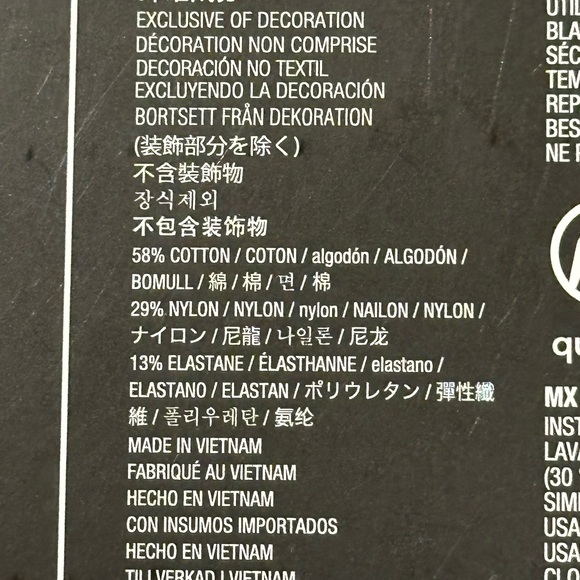 EXCLUSIVE OF DECORATION
DÉCORATION NON COMPRISE
DECORACIÓN NO TEXTIL
EXCLUYENDO LA DECORACIÓN
BORTSETT FRÅN DEKORATION
(装飾部分を除く)
不含裝飾物
장식제외
不包含装饰物
58% COTTON / COTON / algodón / ALGODÓN /
BOMULL / 綿 / 棉 / 면 / 棉
29% NYLON / NYLON / nylon / NAILON / NYLON /
ナイロン / 尼龍 / 나일론 / 尼龙
13% ELASTANE / ÉLASTHANNE / elastano /
ELASTANO / ELASTAN / ポリウレタン / 彈性纖
維 / 폴리우레탄 / 氨纶
MADE IN VIETNAM
FABRIQUÉ AU VIETNAM
HECHO EN VIETNAM
CON INSUMOS IMPORTADOS
HECHO EN VIETNAM
TILLVERKAD I VIETNAM
MX
(30